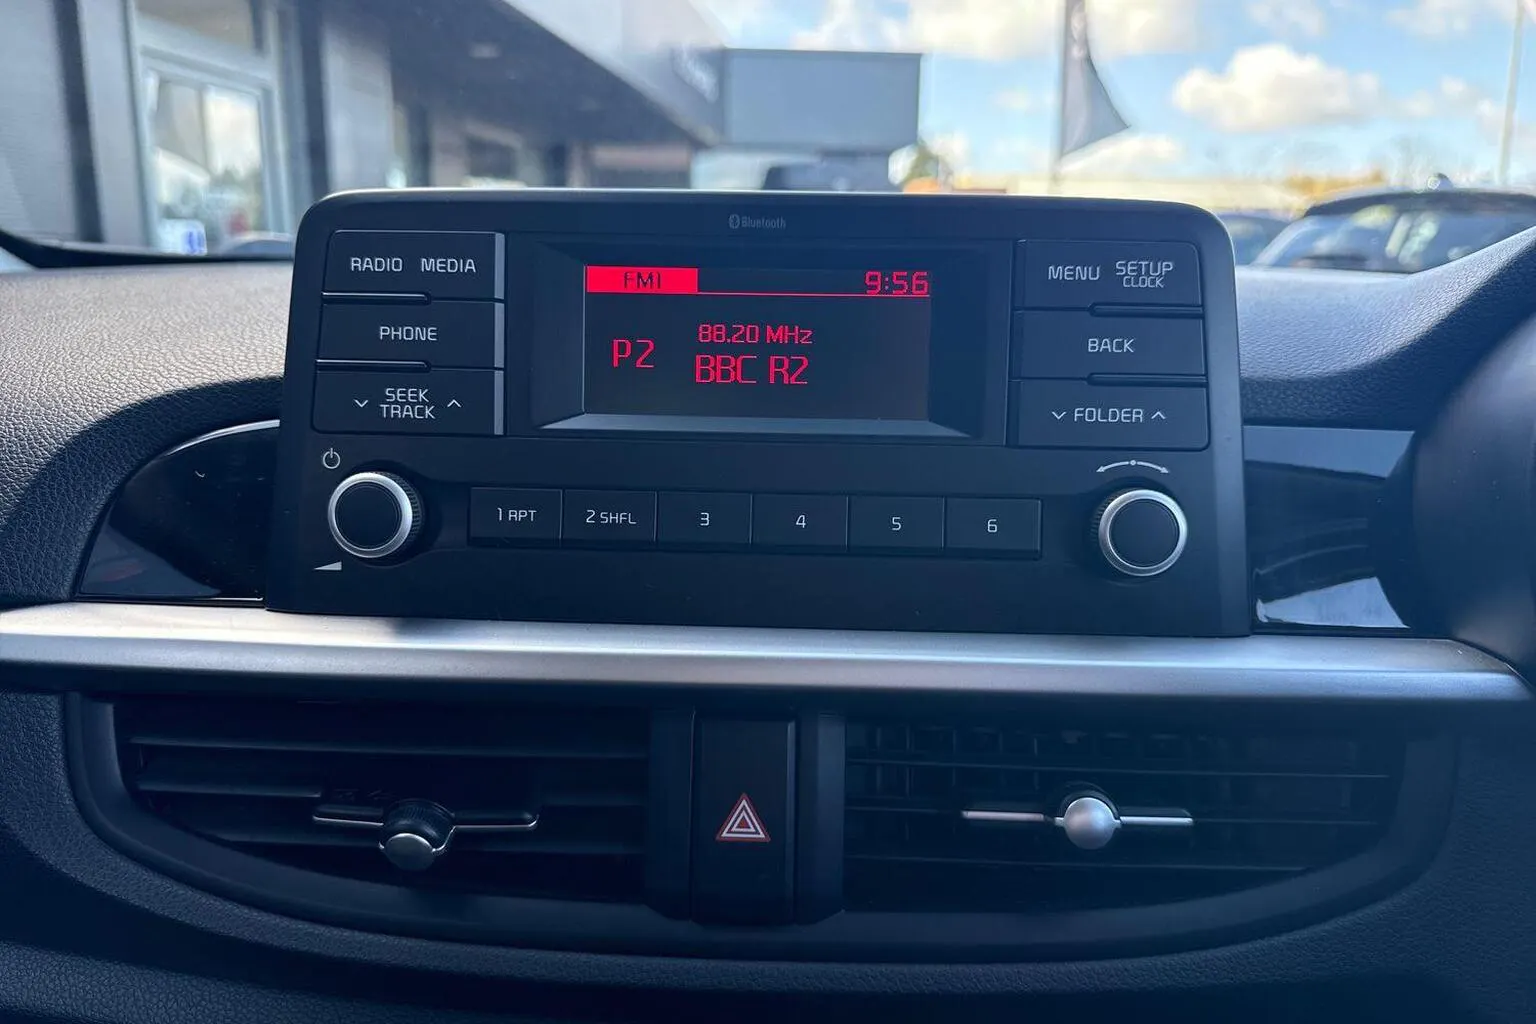 Bluetooth
RADIO MEDIA
PHONE
SEEK
TRACK
FM1 9:56
P2
88.20 MHz
BBC R2
MENU SETUP
CLOCK
BACK
FOLDER
1 RPT 2 SHFL 3 4 5 6